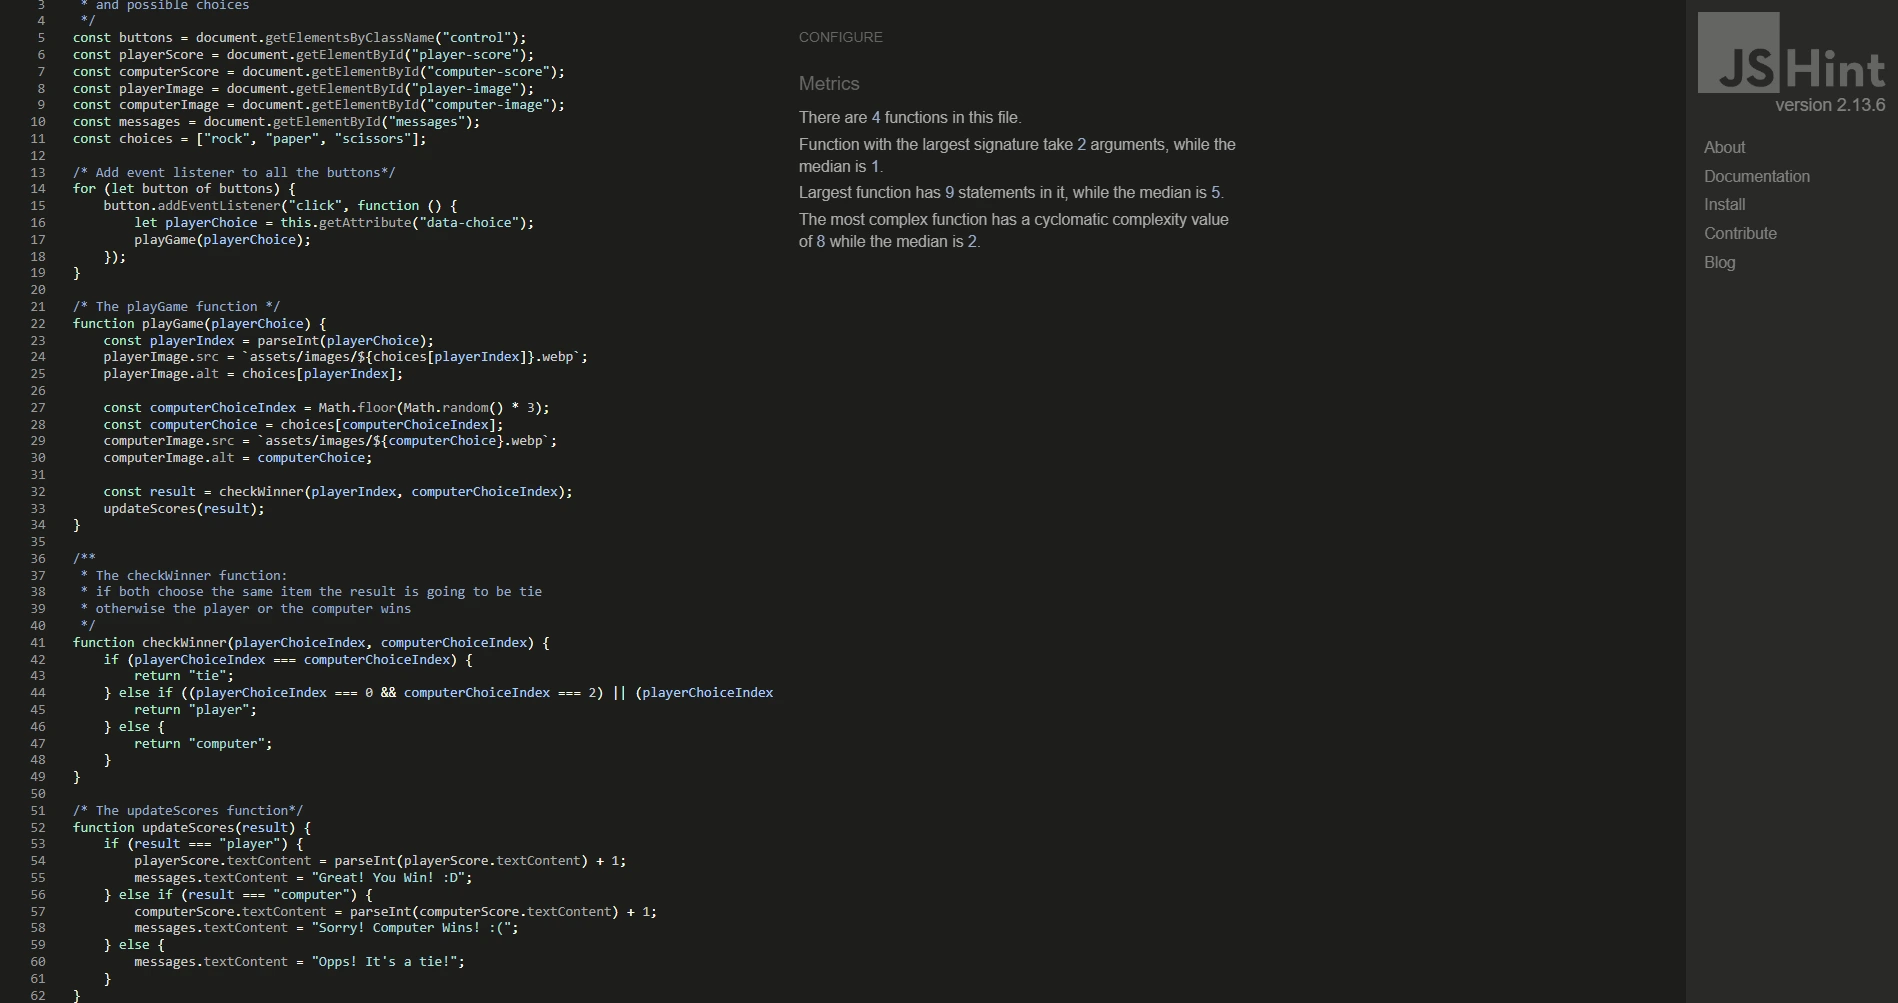 3 * and possible choices
4 */
5 const buttons = document.getElementsByClassName("control");
6 const playerScore = document.getElementById("player-score");
7 const computerScore = document.getElementById("computer-score");
8 const playerImage = document.getElementById("player-image");
9 const computerImage = document.getElementById("computer-image");
10 const messages = document.getElementById("messages");
11 const choices = ["rock", "paper", "scissors"];
12
13 /* Add event listener to all the buttons*/
14 for (let button of buttons) {
15 button.addEventListener("click", function () {
16 let playerChoice = this.getAttribute("data-choice");
17 playGame(playerChoice);
18 });
19 }
20
21 /* The playGame function */
22 function playGame(playerChoice) {
23 const playerIndex = parseInt(playerChoice);
24 playerImage.src = `assets/images/${choices[playerIndex]}.webp`;
25 playerImage.alt = choices[playerIndex];
26
27 const computerChoiceIndex = Math.floor(Math.random() * 3);
28 const computerChoice = choices[computerChoiceIndex];
29 computerImage.src = `assets/images/${computerChoice}.webp`;
30 computerImage.alt = computerChoice;
31
32 const result = checkWinner(playerIndex, computerChoiceIndex);
33 updateScores(result);
34 }
35
36 /**
37 * The checkWinner function:
38 * if both choose the same item the result is going to be tie
39 * otherwise the player or the computer wins
40 */
41 function checkWinner(playerChoiceIndex, computerChoiceIndex) {
42 if (playerChoiceIndex === computerChoiceIndex) {
43 return "tie";
44 } else if ((playerChoiceIndex === 0 && computerChoiceIndex === 2) || (playerChoiceIndex
45 return "player";
46 } else {
47 return "computer";
48 }
49 }
50
51 /* The updateScores function*/
52 function updateScores(result) {
53 if (result === "player") {
54 playerScore.textContent = parseInt(playerScore.textContent) + 1;
55 messages.textContent = "Great! You Win! :D";
56 } else if (result === "computer") {
57 computerScore.textContent = parseInt(computerScore.textContent) + 1;
58 messages.textContent = "Sorry! Computer Wins! :(";
59 } else {
60 messages.textContent = "Opps! It's a tie!";
61 }
62 }
CONFIGURE
Metrics
There are 4 functions in this file.
Function with the largest signature take 2 arguments, while the
median is 1.
Largest function has 9 statements in it, while the median is 5.
The most complex function has a cyclomatic complexity value
of 8 while the median is 2.
JSHint
version 2.13.6
About
Documentation
Install
Contribute
Blog